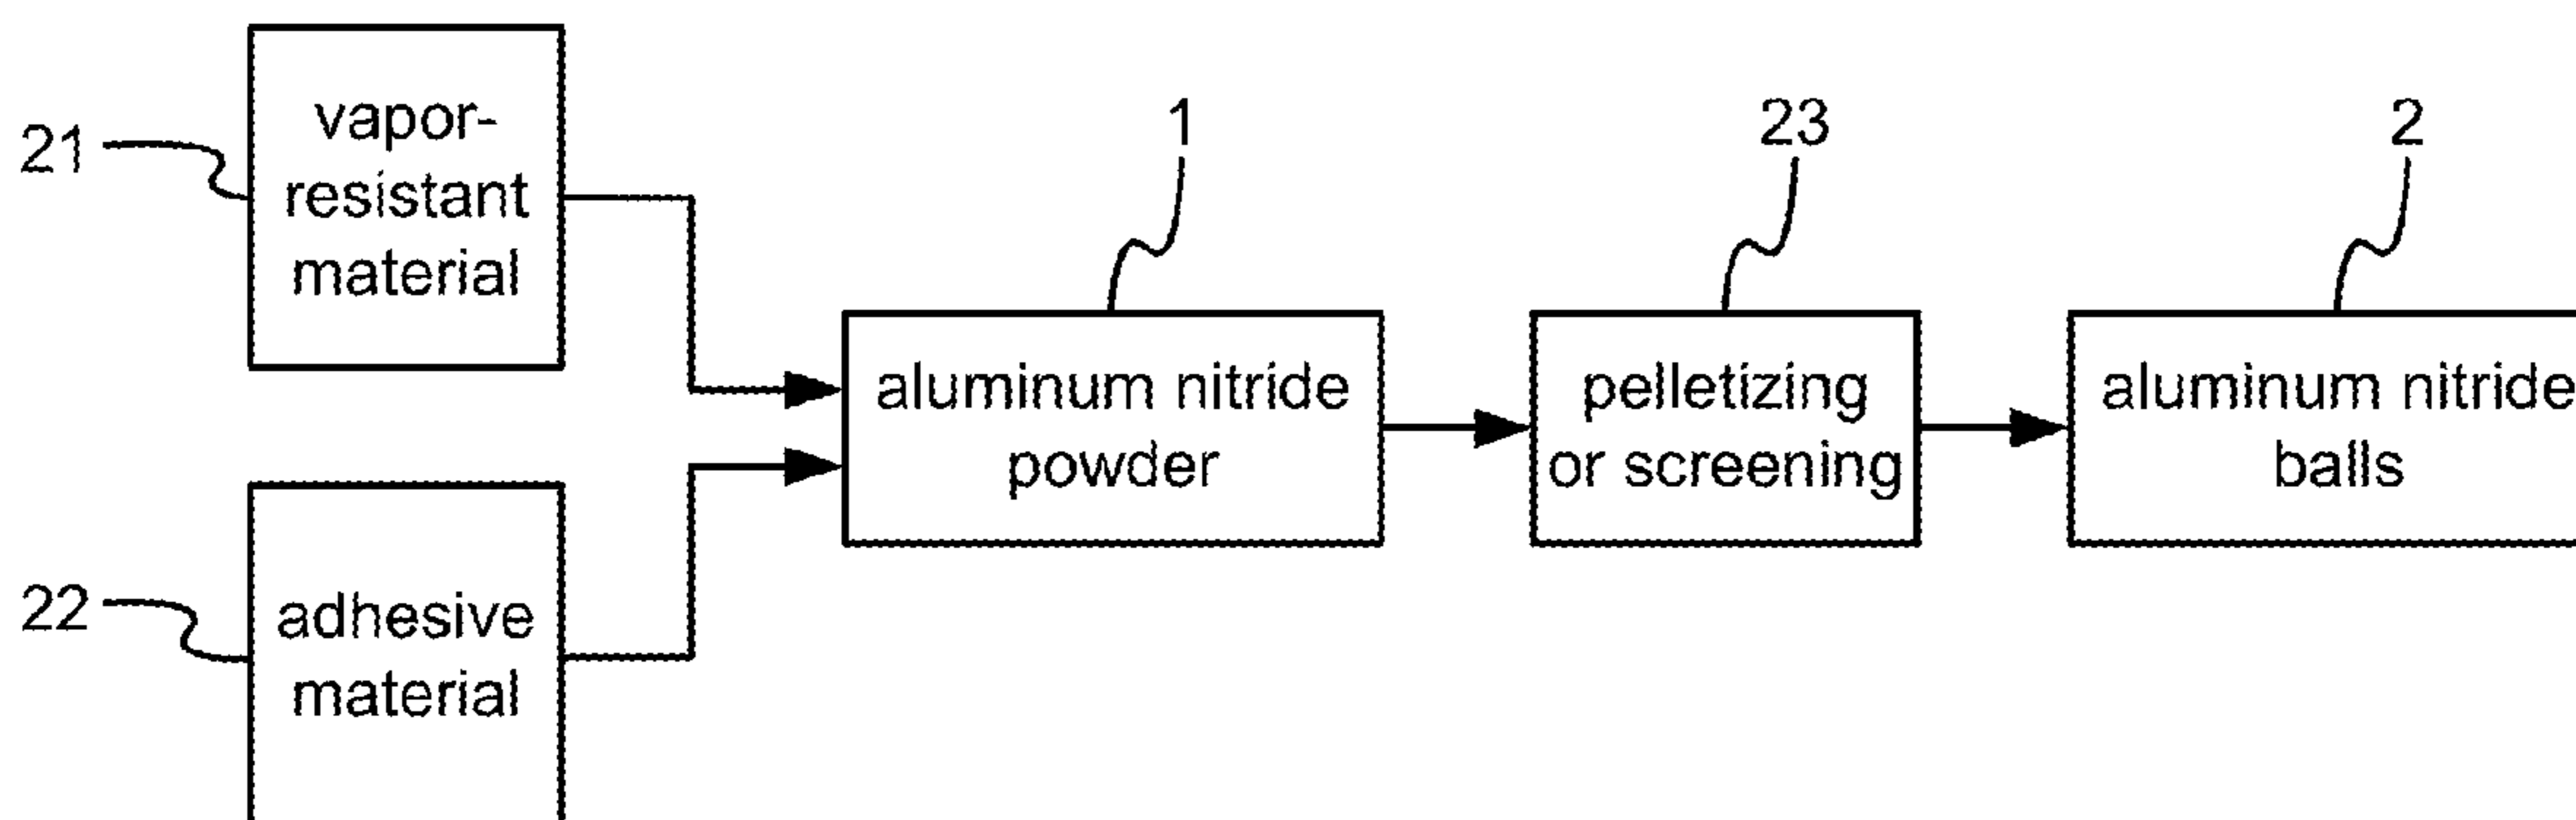 21
vapor-
resistant
material
22
adhesive
material
1
aluminum nitride
powder
23
pelletizing
or screening
2
aluminum nitride
balls